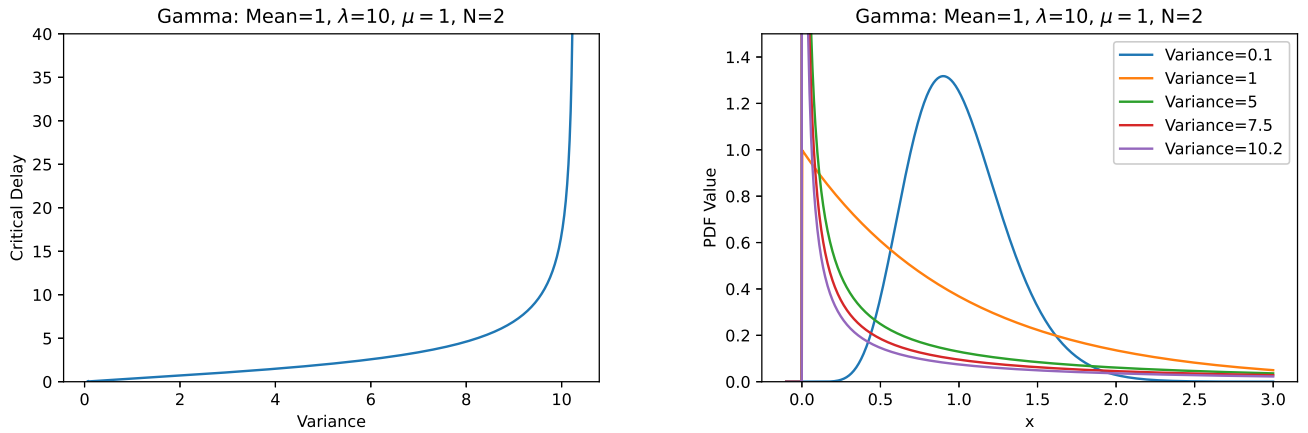 Gamma: Mean=1, λ=10, μ = 1, N=2
40
35
30
25
20
15
10
5
0
Critical Delay
0
2
4
6
8
10
Variance
Gamma: Mean=1, λ=10, μ = 1, N=2
1.4
1.2
1.0
0.8
0.6
0.4
0.2
0.0
PDF Value
Variance=0.1
Variance=1
Variance=5
Variance=7.5
Variance=10.2
0.0
0.5
1.0
1.5
2.0
2.5
3.0
x